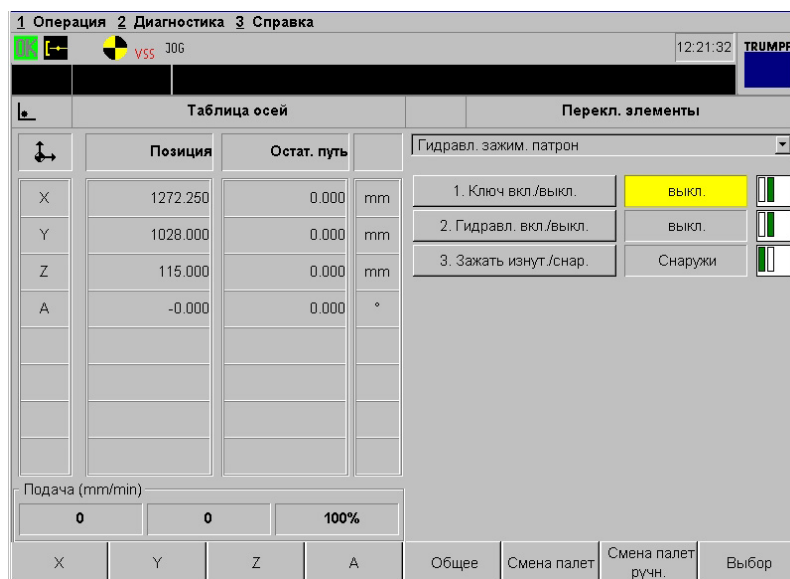 1 Операция 2 Диагностика 3 Справка
OK VSS JOG 12:21:32 TRUMPF
Таблица осей Перекл. элементы
Позиция Остат. путь Гидравл. зажим. патрон
X 1272.250 0.000 mm 1. Ключ вкл./выкл. выкл.
Y 1028.000 0.000 mm 2. Гидравл. вкл./выкл. выкл.
Z 115.000 0.000 mm 3. Зажать изнут./снар. Снаружи
A -0.000 0.000 °
Подача (mm/min)
0 0 100%
X Y Z A Общее Смена палет Смена палет ручн. Выбор